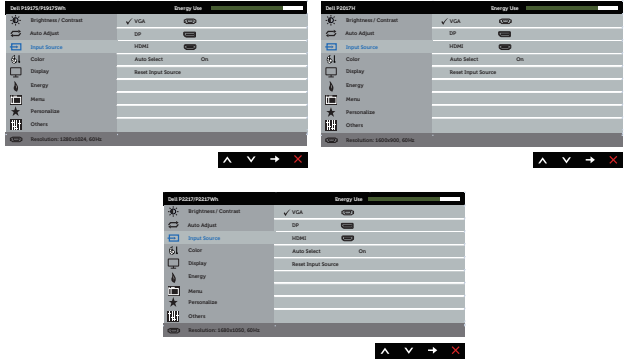 Dell P1917S/P1917SWh Energy Use
Brightness / Contrast VGA
Auto Adjust DP
Input Source HDMI
Color Auto Select On
Display Reset Input Source
Energy
Menu
Personalize
Others
Resolution: 1280x1024, 60Hz
Dell P2017H Energy Use
Brightness / Contrast VGA
Auto Adjust DP
Input Source HDMI
Color Auto Select On
Display Reset Input Source
Energy
Menu
Personalize
Others
Resolution: 1600x900, 60Hz
Dell P2217/P2217Wh Energy Use
Brightness / Contrast VGA
Auto Adjust DP
Input Source HDMI
Color Auto Select On
Display Reset Input Source
Energy
Menu
Personalize
Others
Resolution: 1680x1050, 60Hz